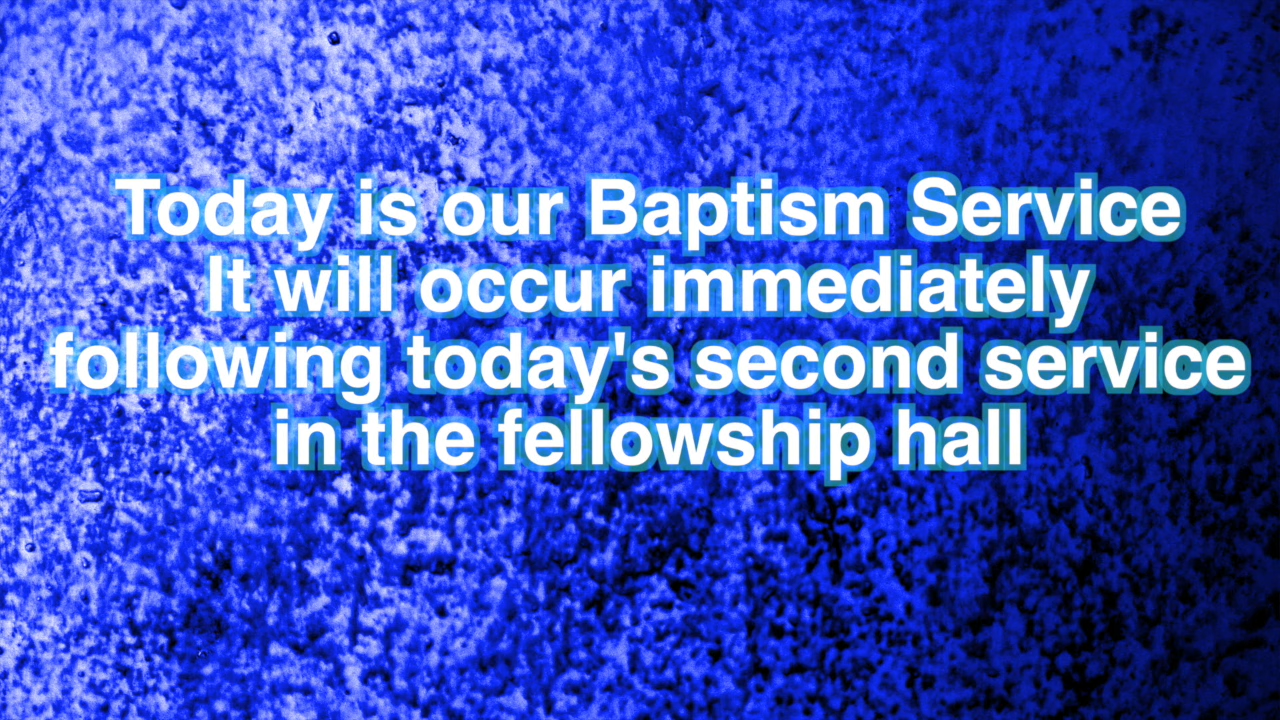 Today is our Baptism Service
It will occur immediately
following today's second service
in the fellowship hall